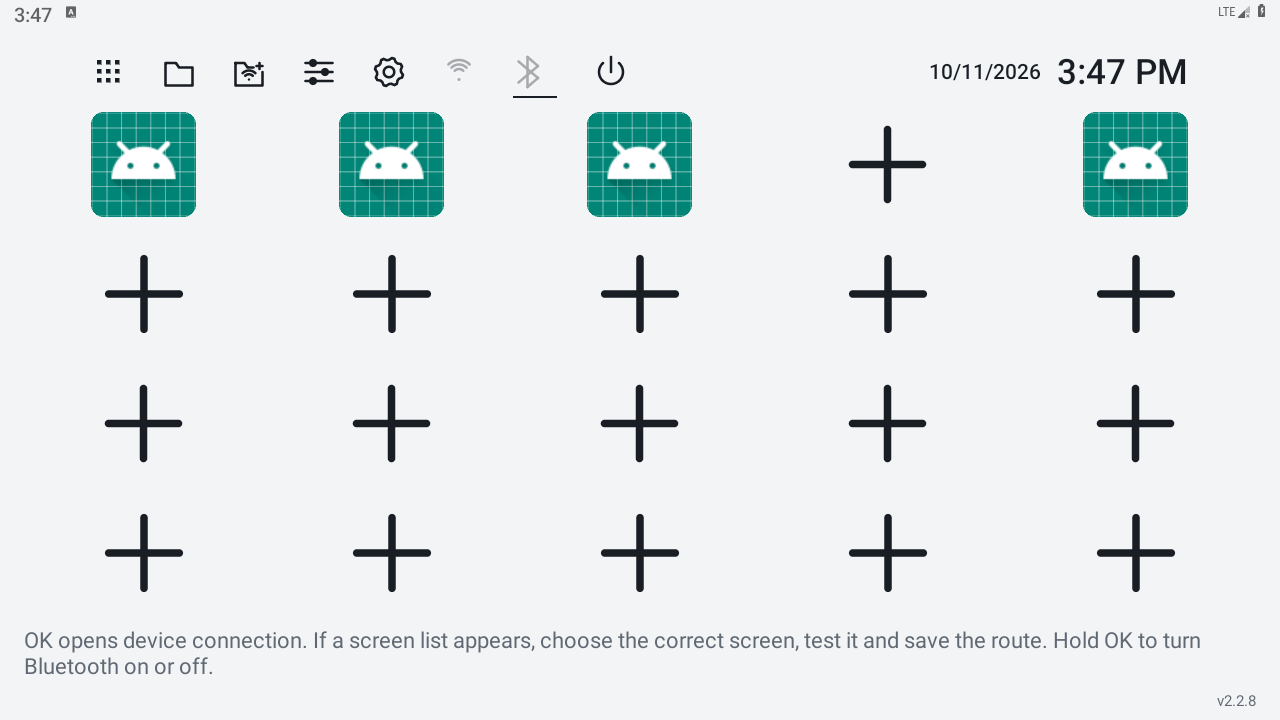 3:47
A
LTE
10/11/2026 3:47 PM
OK opens device connection. If a screen list appears, choose the correct screen, test it and save the route. Hold OK to turn
Bluetooth on or off.
v2.2.8